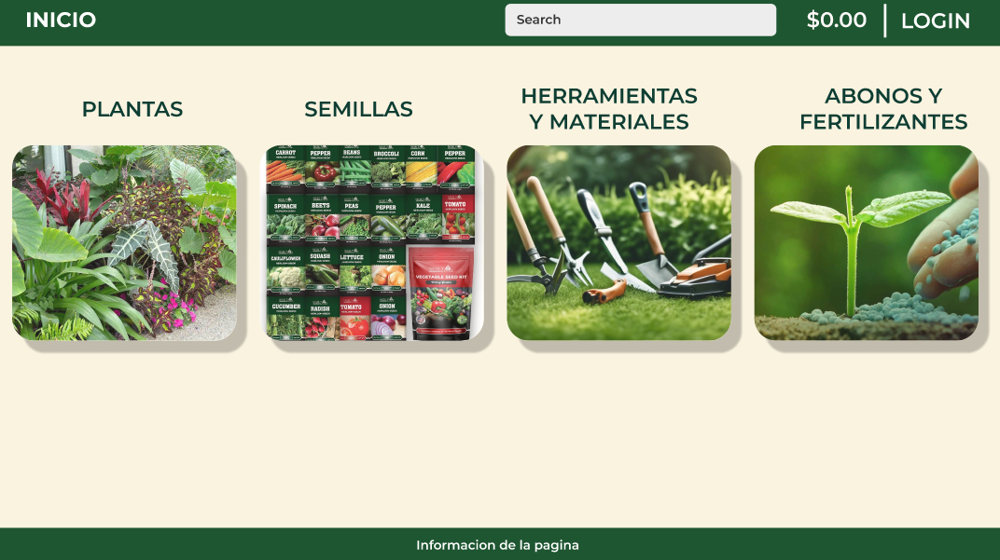 INICIO
Search
$0.00
LOGIN
PLANTAS
SEMILLAS
HERRAMIENTAS
Y MATERIALES
ABONOS Y
FERTILIZANTES
CARROT
PEPPER
BEANS
BROCCOLI
CORN
PEPPER
SPINACH
BEETS
PEAS
PEPPER
KALE
TOMATO
CAULIFLOWER
SQUASH
LETTUCE
ONION
VEGETABLE SEED KIT
CUCUMBER
RADISH
TOMATO
ONION
Informacion de la pagina